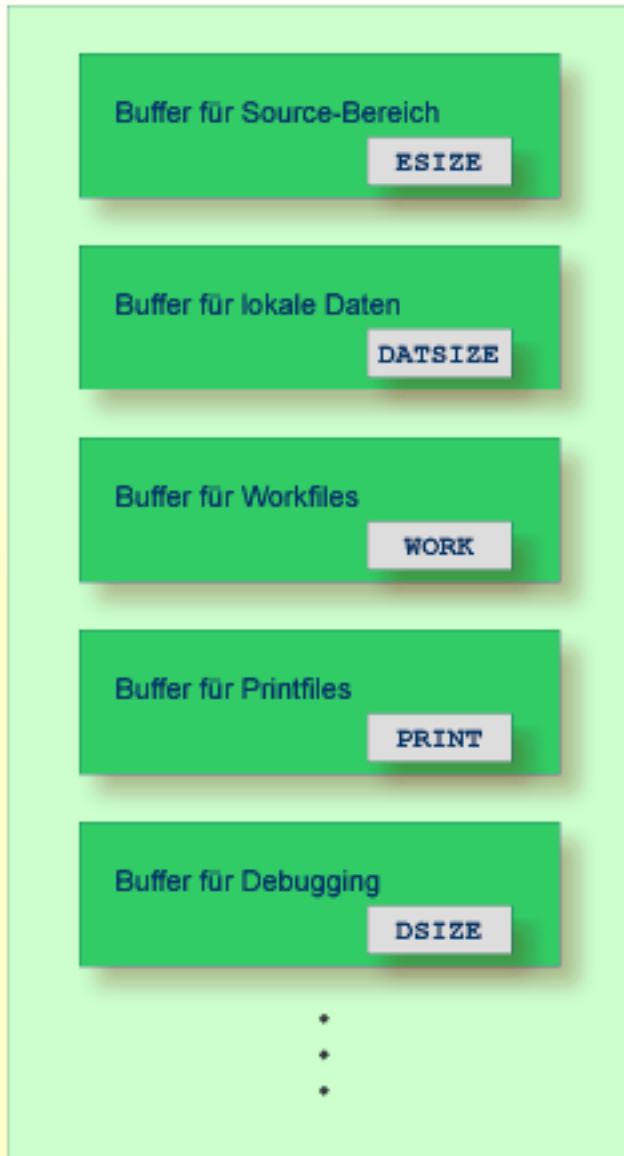 Buffer für Source-Bereich
ESIZE
Buffer für lokale Daten
DATSIZE
Buffer für Workfiles
WORK
Buffer für Printfiles
PRINT
Buffer für Debugging
DSIZE